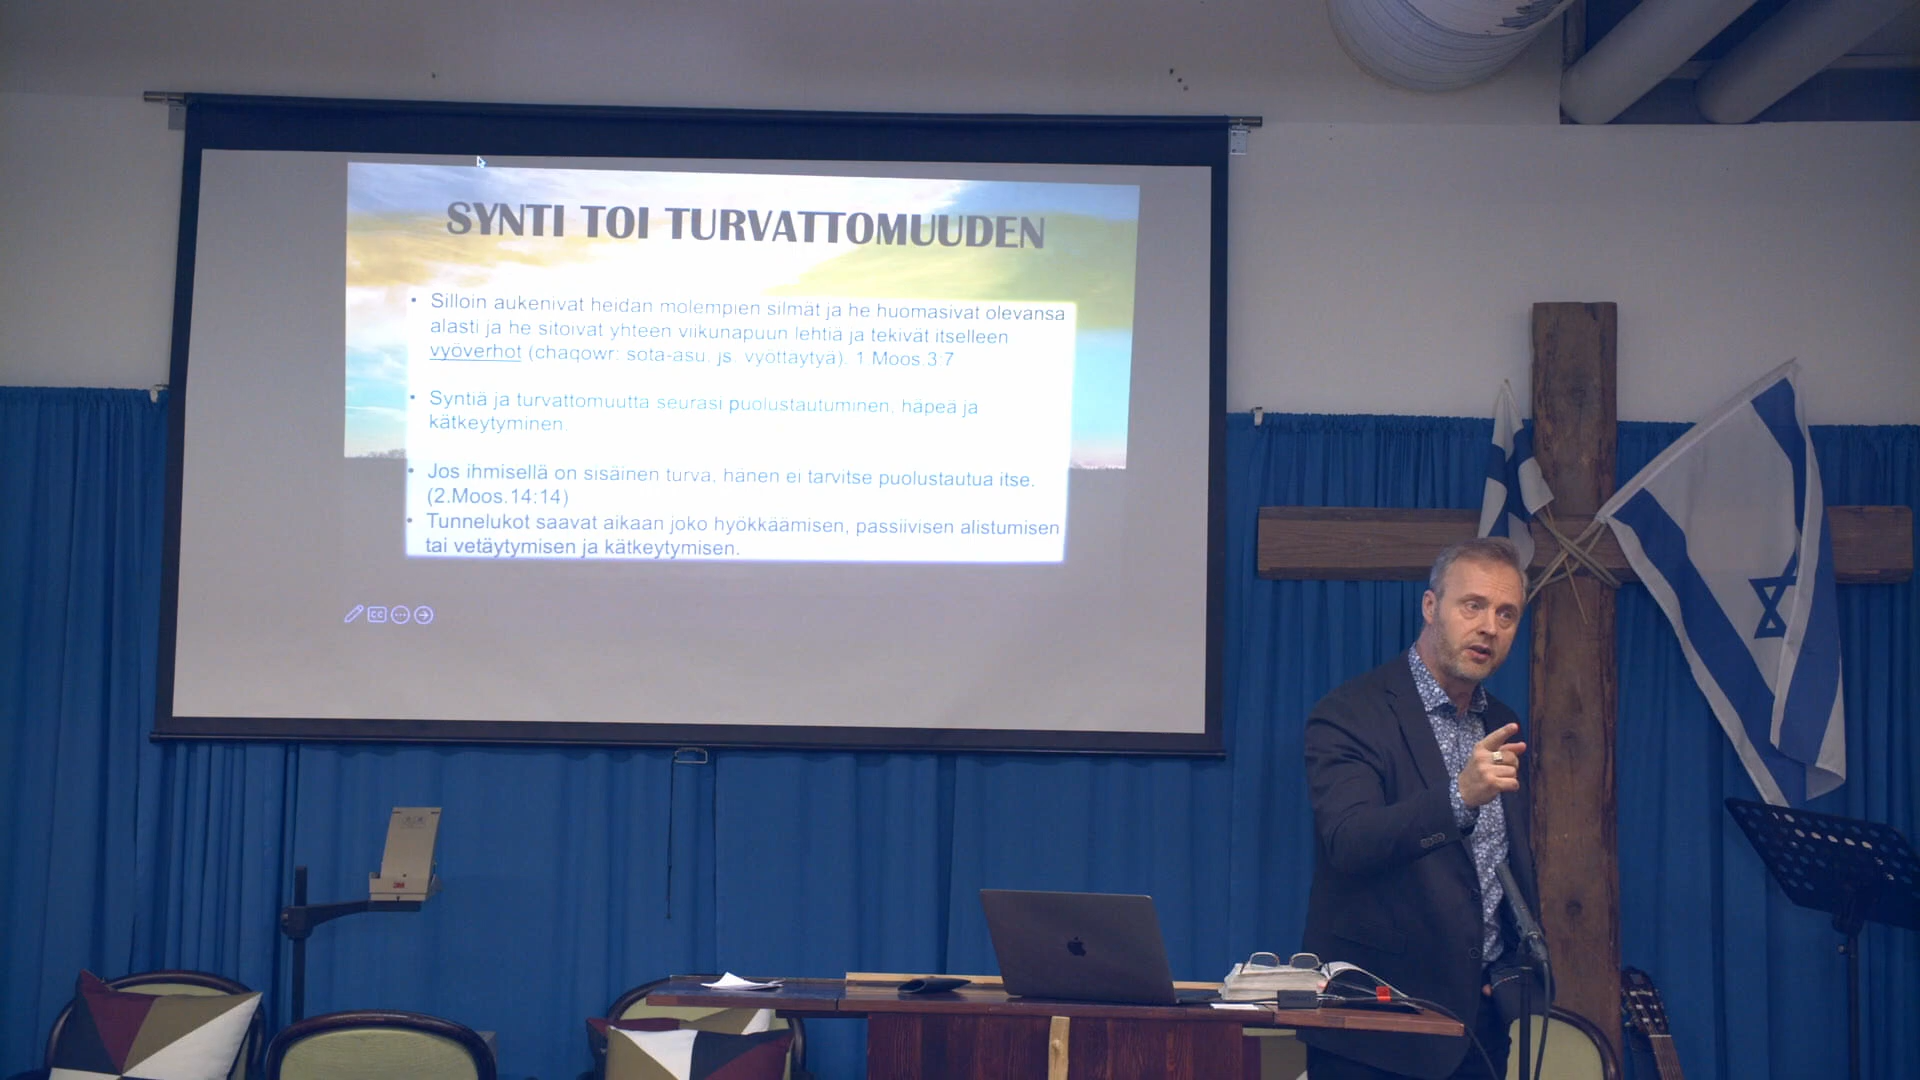 SYNTI TOI TURVATTOMUUDEN
• Silloin aukenivat heidän molempien silmät ja he huomasivat olevansa
alasti ja he sitoivat yhteen viikunapuun lehtiä ja tekivät itselleen
vyöverhot (chaqowr: sota-asu. js. vyöttäytyä). 1 Moos.3:7
• Syntiä ja turvattomuutta seurasi puolustautuminen, häpeä ja
kätkeytyminen.
• Jos ihmisellä on sisäinen turva, hänen ei tarvitse puolustautua itse.
(2.Moos.14:14)
• Tunnelukot saavat aikaan joko hyökkäämisen, passiivisen alistumisen
tai vetäytymisen ja kätkeytymisen.
CC
3M